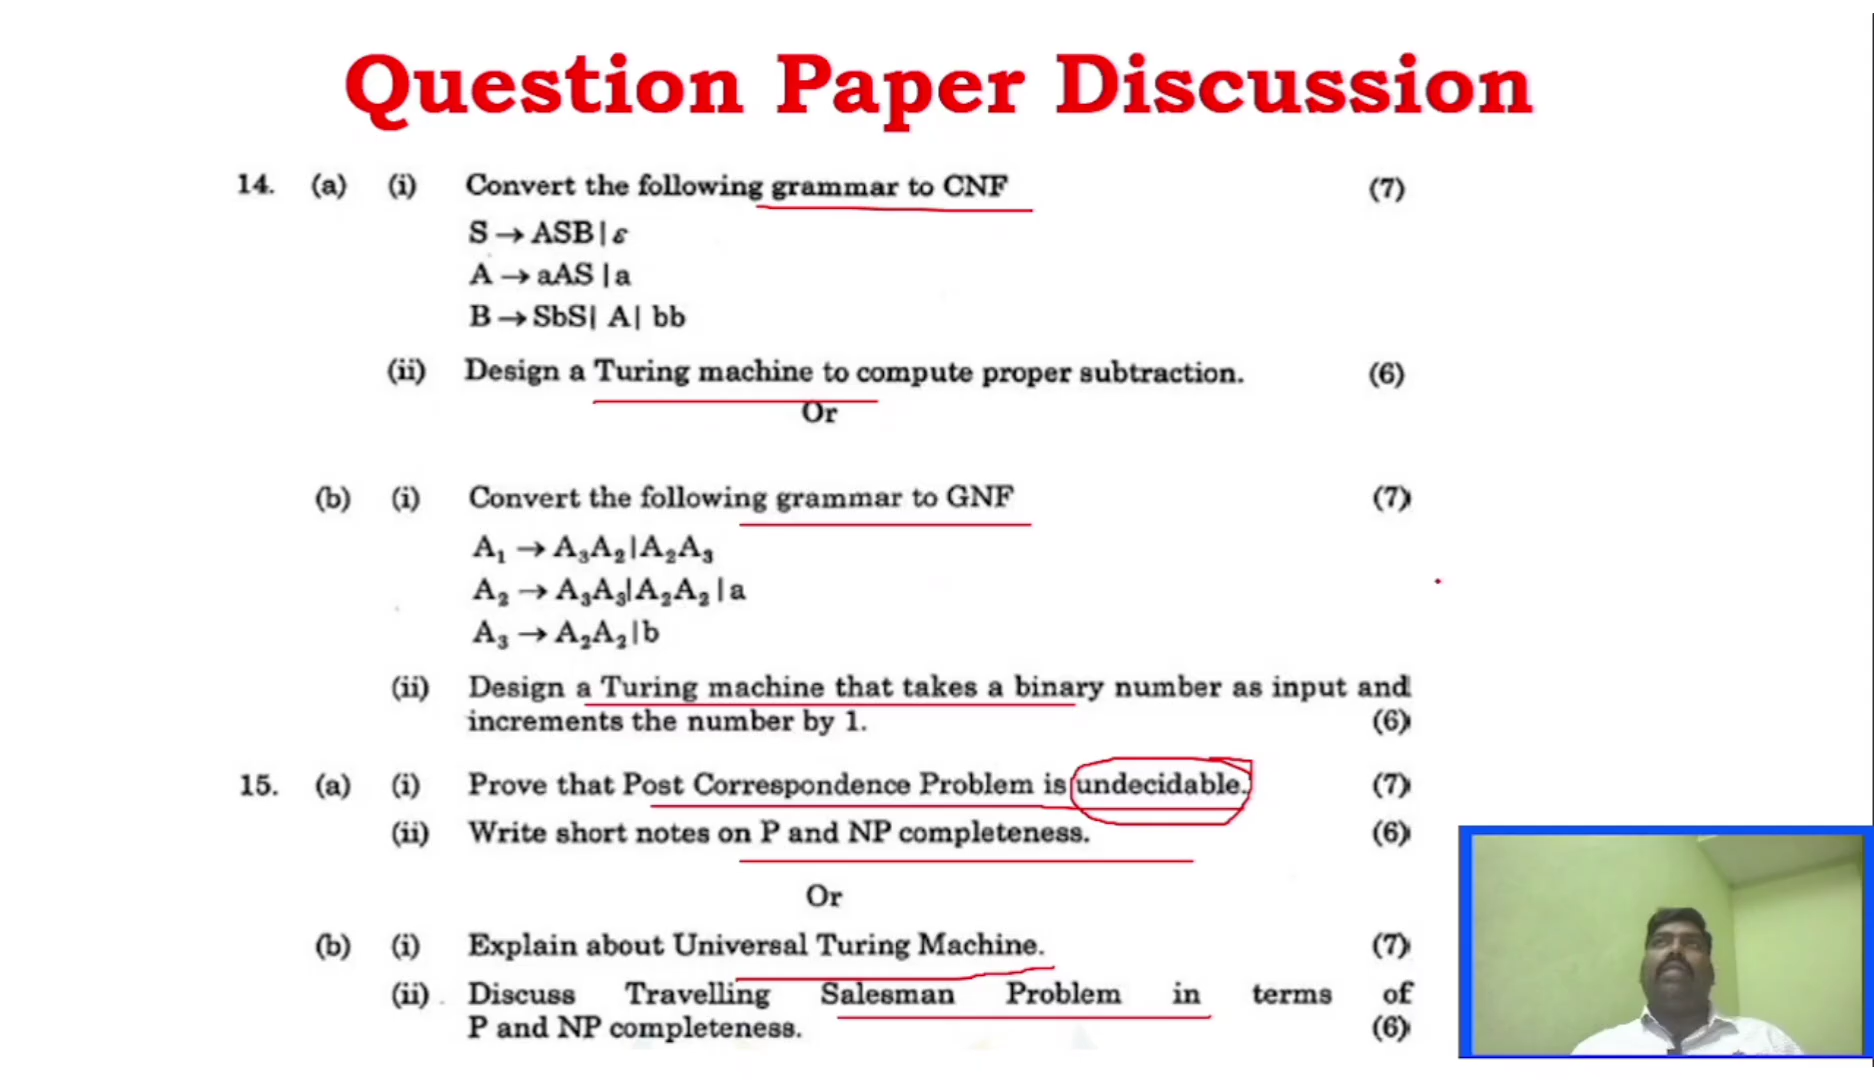 Question Paper Discussion
14. (a) (i) Convert the following grammar to CNF (7)
S → ASB | ε
A → aAS | a
B → SbS| A| bb
(ii) Design a Turing machine to compute proper subtraction. (6)
Or
(b) (i) Convert the following grammar to GNF (7)
A₁ → A₃A₂|A₂A₃
A₂ → A₃A₃|A₂A₂|a
A₃ → A₂A₂|b
(ii) Design a Turing machine that takes a binary number as input and
increments the number by 1. (6)
15. (a) (i) Prove that Post Correspondence Problem is undecidable. (7)
(ii) Write short notes on P and NP completeness. (6)
Or
(b) (i) Explain about Universal Turing Machine. (7)
(ii) Discuss Travelling Salesman Problem in terms of
P and NP completeness. (6)